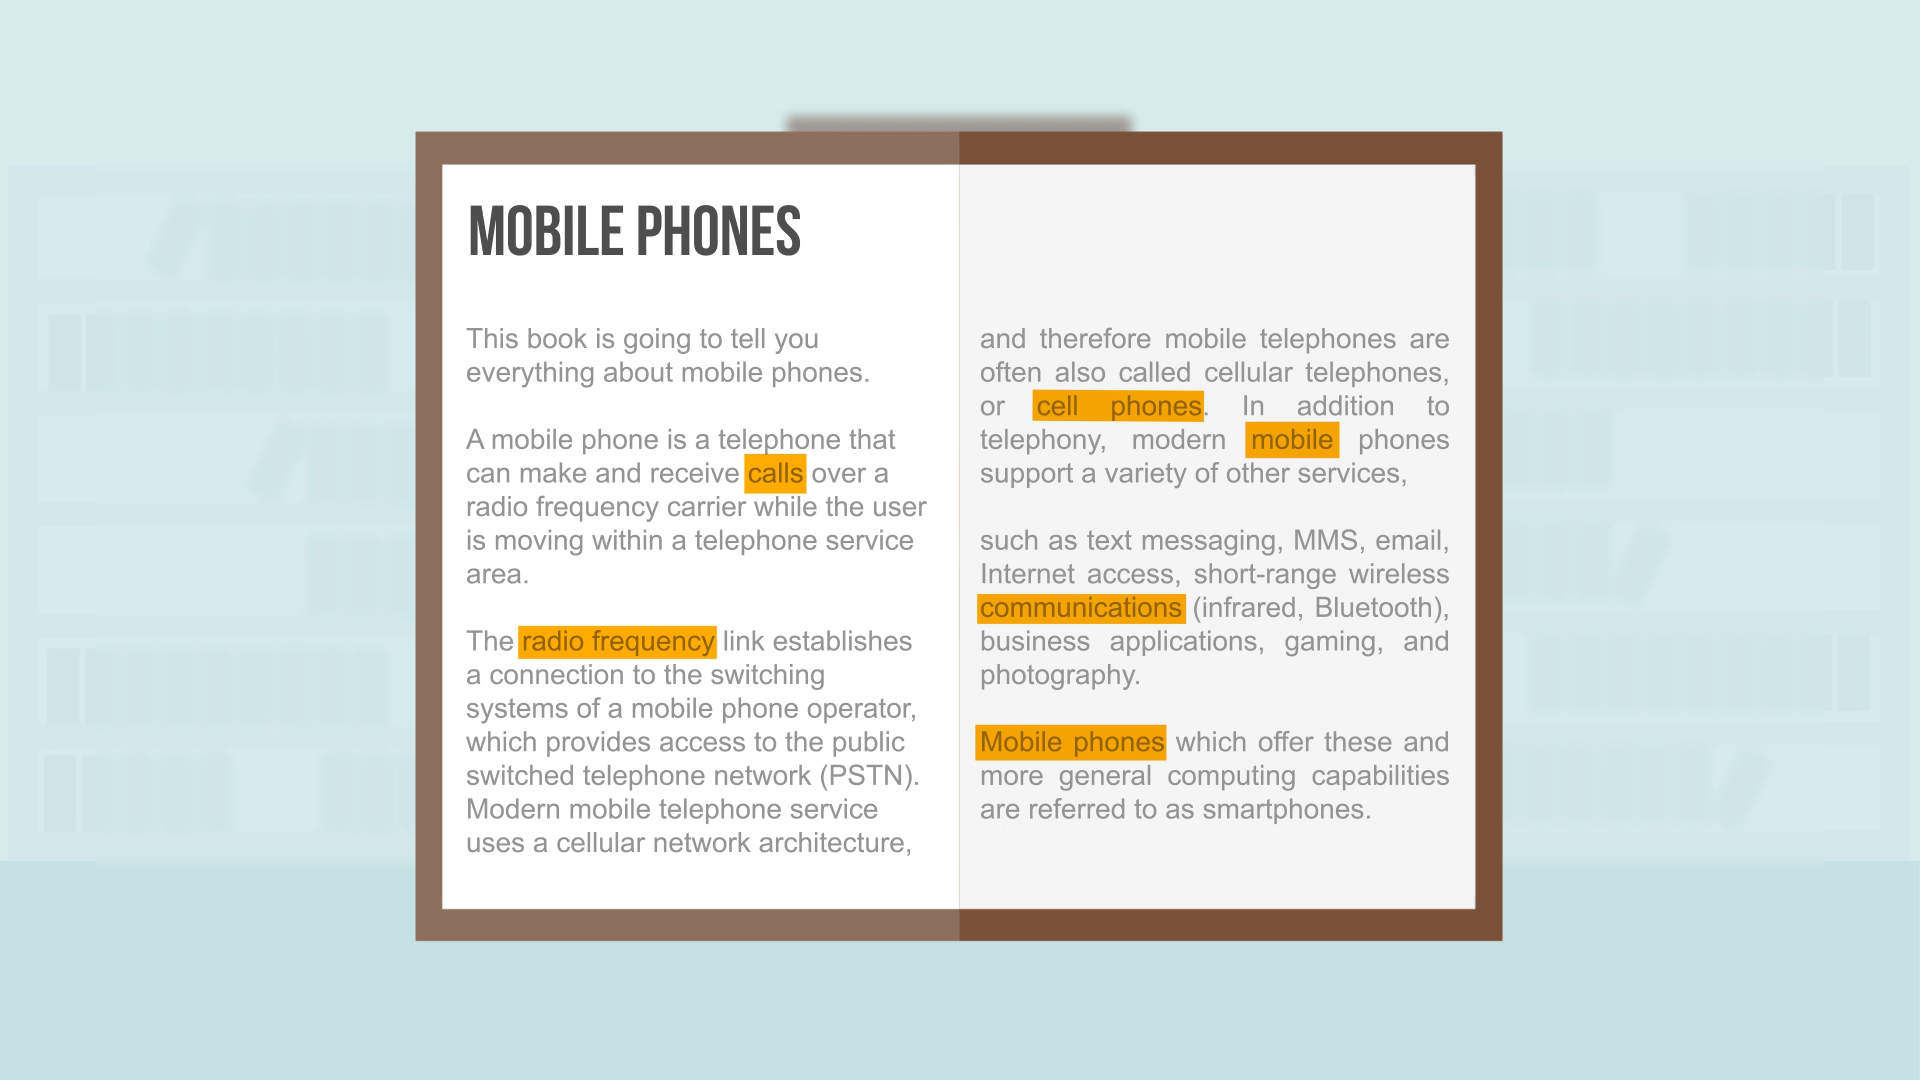 MOBILE PHONES
This book is going to tell you
everything about mobile phones.
A mobile phone is a telephone that
can make and receive calls over a
radio frequency carrier while the user
is moving within a telephone service
area.
The radio frequency link establishes
a connection to the switching
systems of a mobile phone operator,
which provides access to the public
switched telephone network (PSTN).
Modern mobile telephone service
uses a cellular network architecture,
and therefore mobile telephones are
often also called cellular telephones,
or cell phones. In addition to
telephony, modern mobile phones
support a variety of other services,
such as text messaging, MMS, email,
Internet access, short-range wireless
communications (infrared, Bluetooth),
business applications, gaming, and
photography.
Mobile phones which offer these and
more general computing capabilities
are referred to as smartphones.